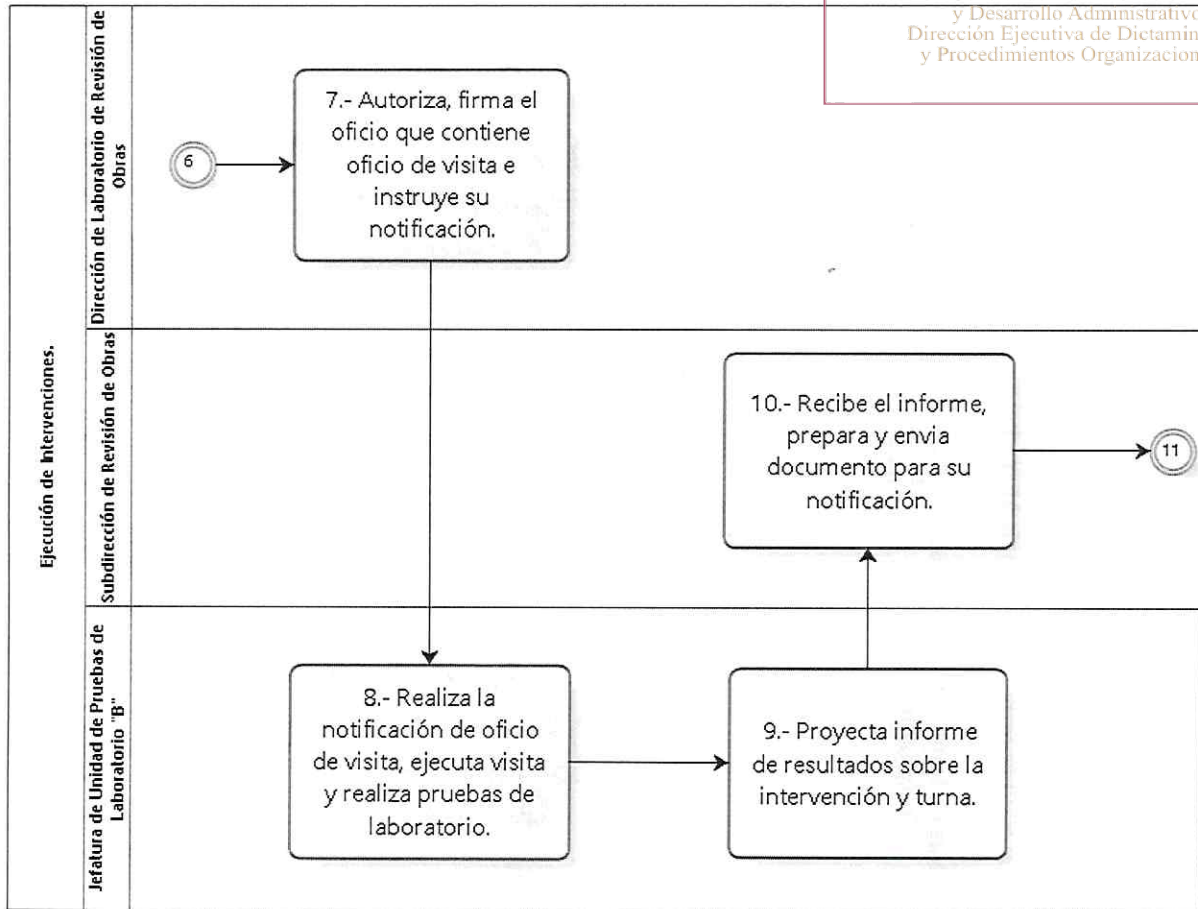 y Desarrollo Administrativo
Dirección Ejecutiva de Dictamin
y Procedimientos Organizacion
Ejecución de Intervenciones.
Dirección de Laboratorio de Revisión de
Obras
6
7.- Autoriza, firma el
oficio que contiene
oficio de visita e
instruye su
notificación.
Subdirección de Revisión de Obras
10.- Recibe el informe,
prepara y envia
documento para su
notificación.
11
Jefatura de Unidad de Pruebas de
Laboratorio "B"
8.- Realiza la
notificación de oficio
de visita, ejecuta visita
y realiza pruebas de
laboratorio.
9.- Proyecta informe
de resultados sobre la
intervención y turna.